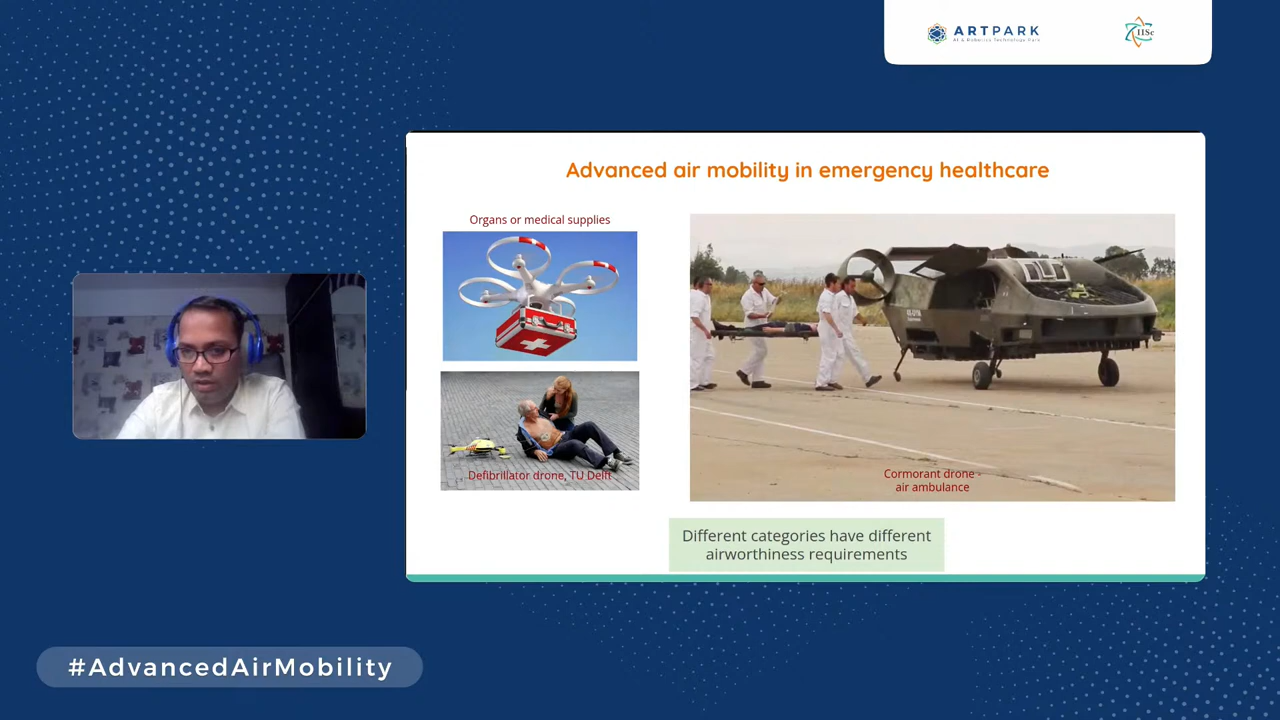 ARTPARK
AI & Robotics Technology Park
IISc
Advanced air mobility in emergency healthcare
Organs or medical supplies
Defibrillator drone, TU Delft
Cormorant drone -
air ambulance
Different categories have different
airworthiness requirements
#AdvancedAirMobility